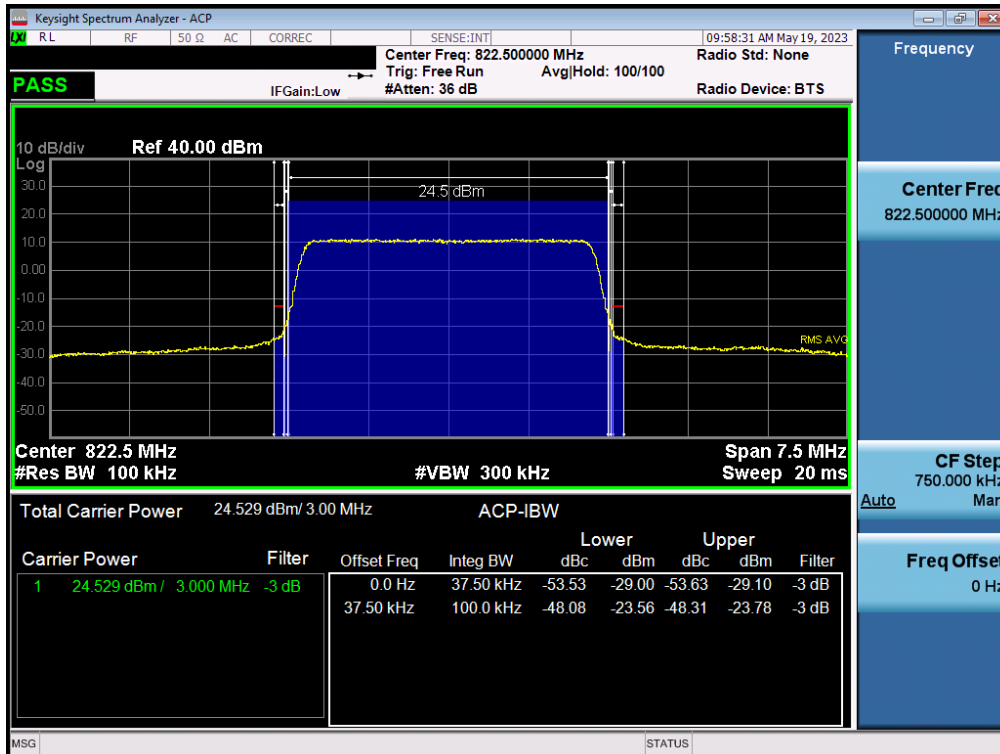 Keysight Spectrum Analyzer - ACP
LXI RL RF 50 Ω AC CORREC SENSE:INT 09:58:31 AM May 19, 2023
Center Freq: 822.500000 MHz Radio Std: None
Trig: Free Run Avg|Hold: 100/100
PASS IFGain:Low #Atten: 36 dB Radio Device: BTS
10 dB/div Ref 40.00 dBm
Log
30.0
24.5 dBm
20.0
10.0
0.00
-10.0
-20.0
RMS AVG
-30.0
-40.0
-50.0
Center 822.5 MHz Span 7.5 MHz
#Res BW 100 kHz #VBW 300 kHz Sweep 20 ms
Total Carrier Power 24.529 dBm/ 3.00 MHz ACP-IBW
Lower Upper
Carrier Power Filter Offset Freq Integ BW dBc dBm dBc dBm Filter
1 24.529 dBm / 3.000 MHz -3 dB 0.0 Hz 37.50 kHz -53.53 -29.00 -53.63 -29.10 -3 dB
37.50 kHz 100.0 kHz -48.08 -23.56 -48.31 -23.78 -3 dB
MSG STATUS
Frequency
Center Freq
822.500000 MHz
CF Step
750.000 kHz
Auto Man
Freq Offset
0 Hz